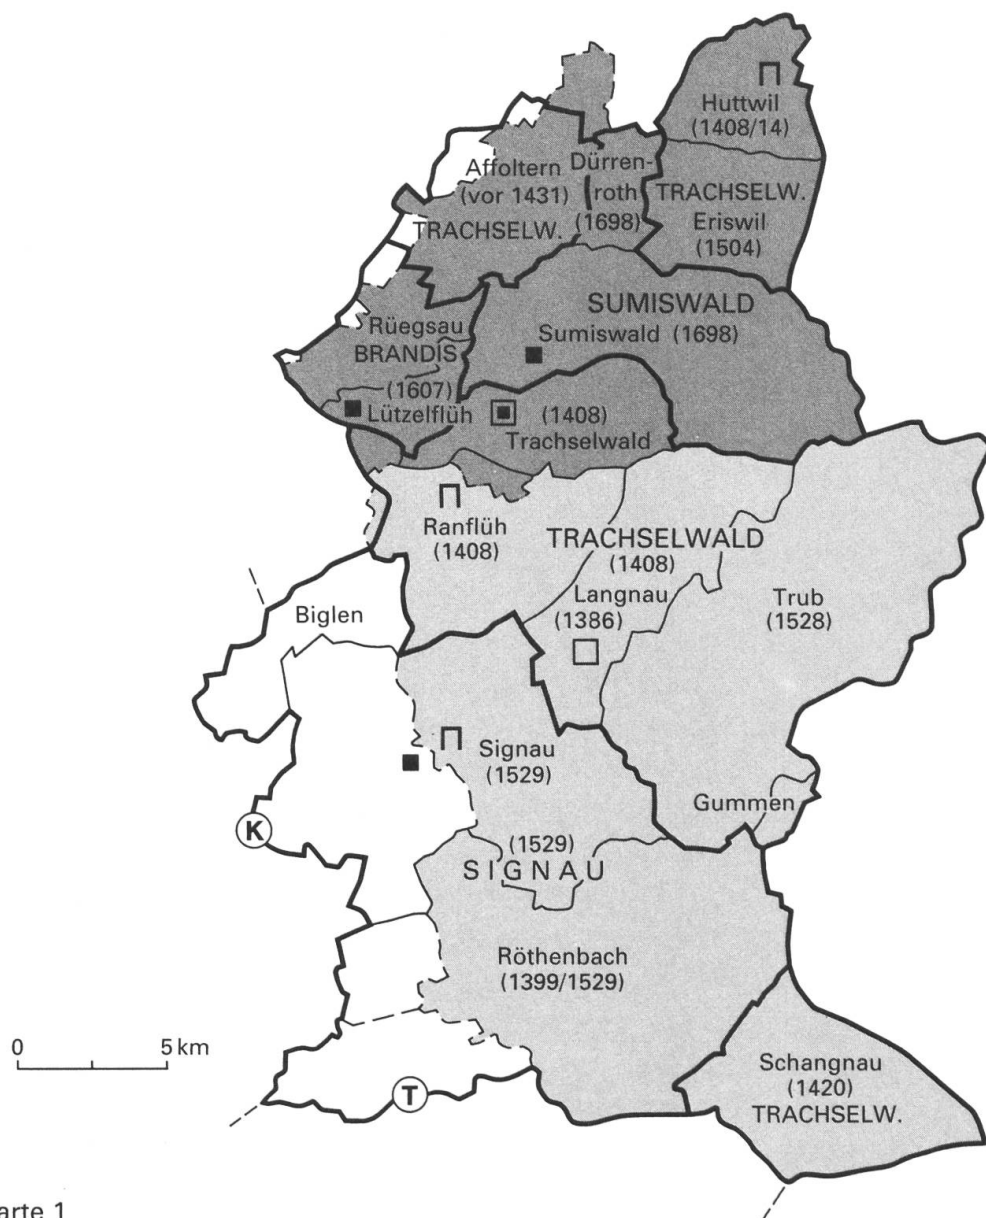 Huttwil
(1408/14)
Affoltern
(vor 1431)
TRACHSELW.
Dürren-
roth
(1698)
TRACHSELW.
Eriswil
(1504)
SUMISWALD
Sumiswald (1698)
Rüegsau
BRANDIS
(1607)
Lützelflüh
(1408)
Trachselwald
Ranflüh
(1408)
TRACHSELWALD
(1408)
Langnau
(1386)
Trub
(1528)
Biglen
Signau
(1529)
Gummen
K
(1529)
SIGNAU
Röthenbach
(1399/1529)
0 5 km
Schangnau
(1420)
TRACHSELW.
T
arte 1